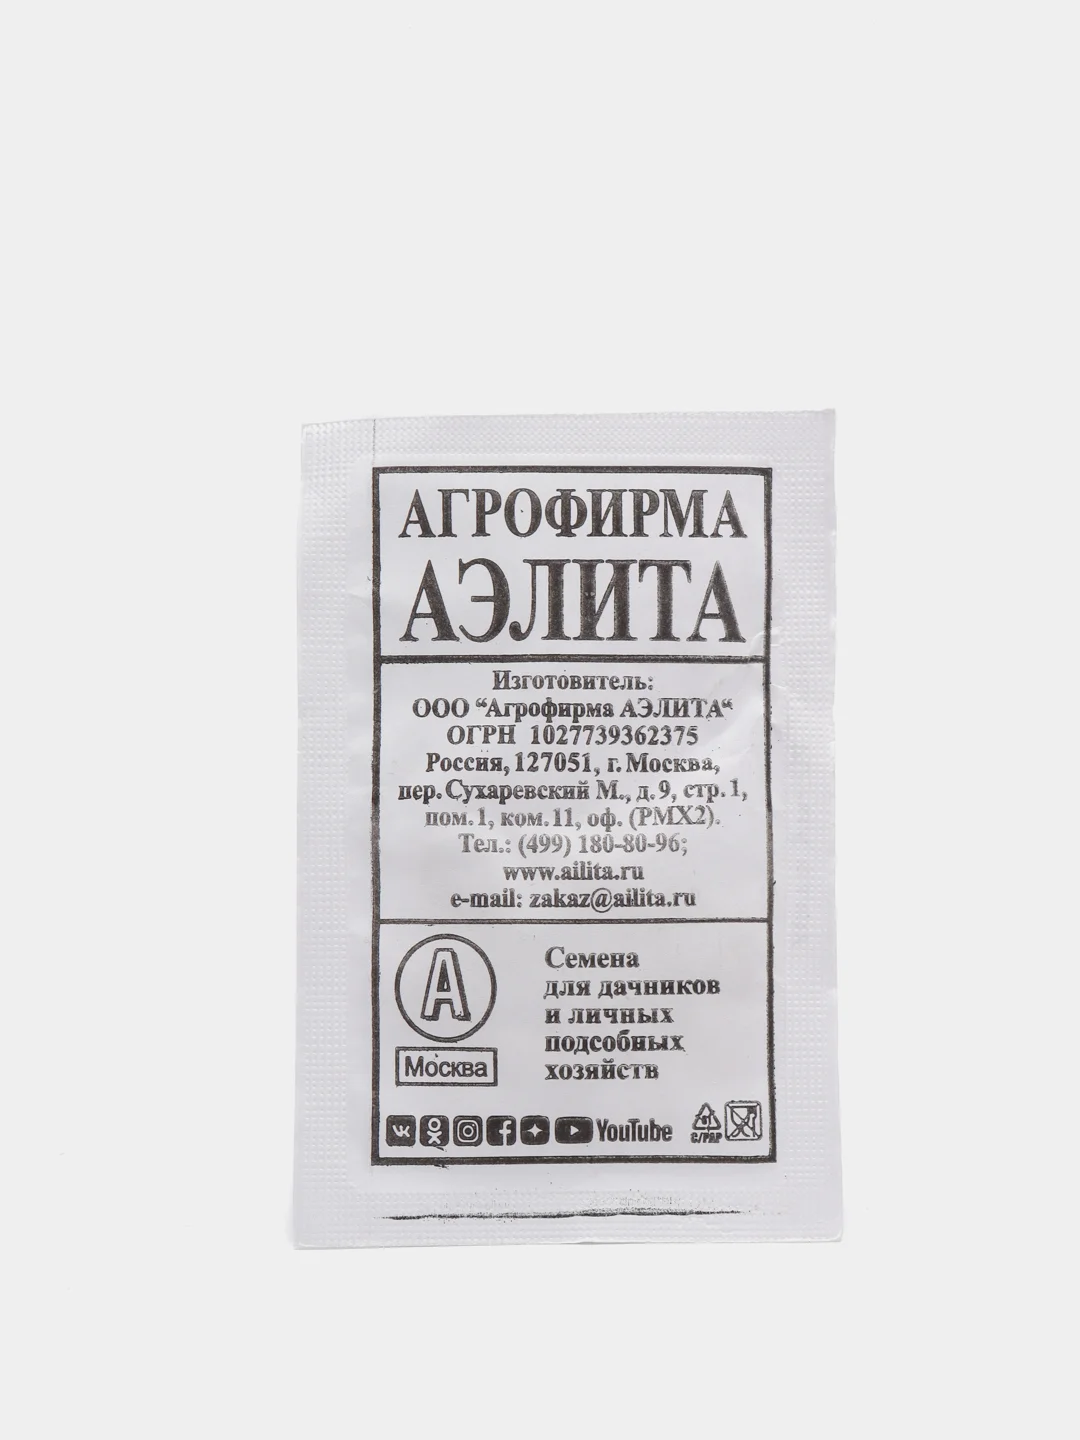 АГРОФИРМА
АЭЛИТА
Изготовитель:
ООО “Агрофирма АЭЛИТА“
ОГРН 1027739362375
Россия, 127051, г. Москва,
пер. Сухаревский М., д. 9, стр. 1,
пом. 1, ком. 11, оф. (РМХ2).
Тел.: (499) 180-80-96;
www.ailita.ru
e-mail: zakaz@ailita.ru
А
Москва
Семена
для дачников
и личных
подсобных
хозяйств
YouTube
C/PAP